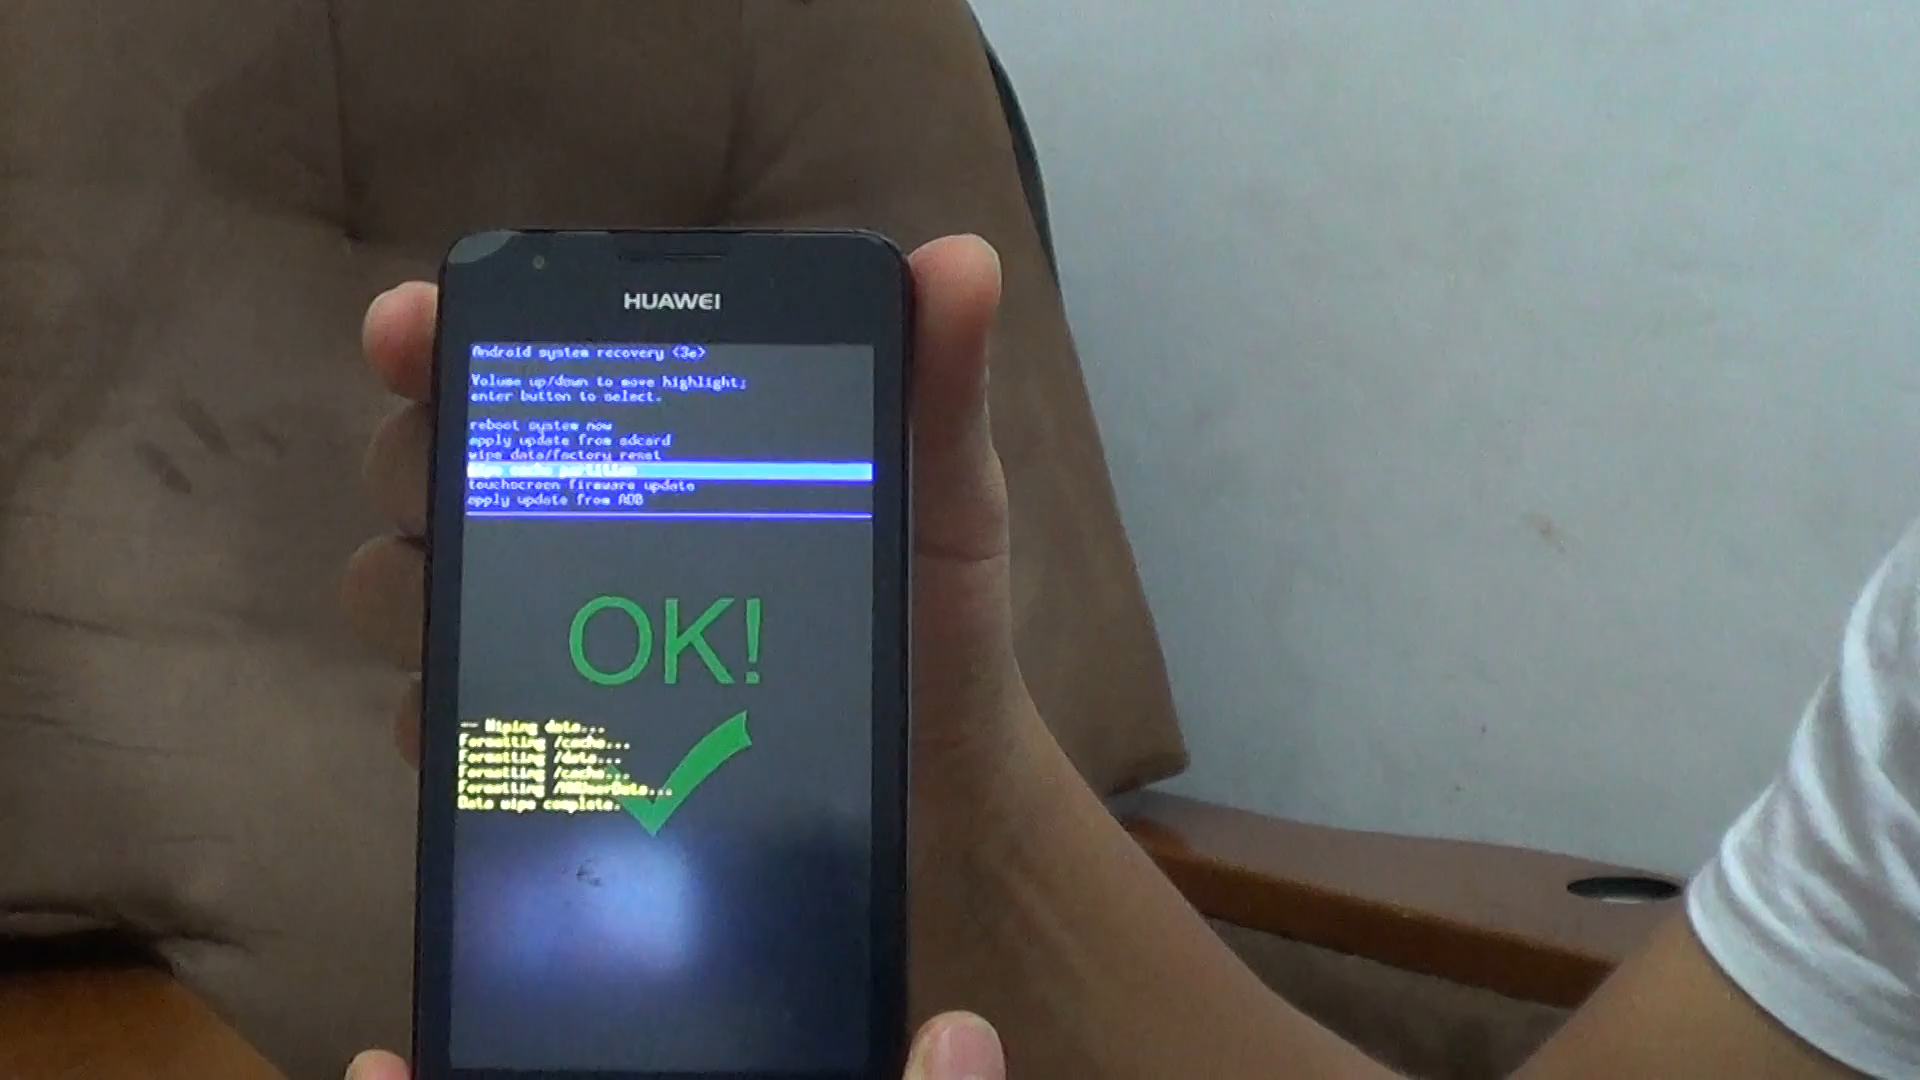 HUAWEI
Android system recovery <3e>
Volume up/down to move highlight;
enter button to select.
reboot system now
apply update from sdcard
wipe data/factory reset
wipe cache partition
touchscreen firmware update
apply update from ADB
OK!
-- Wiping data...
Formatting /cache...
Formatting /data...
Formatting /cache...
Formatting
Data wipe complete.